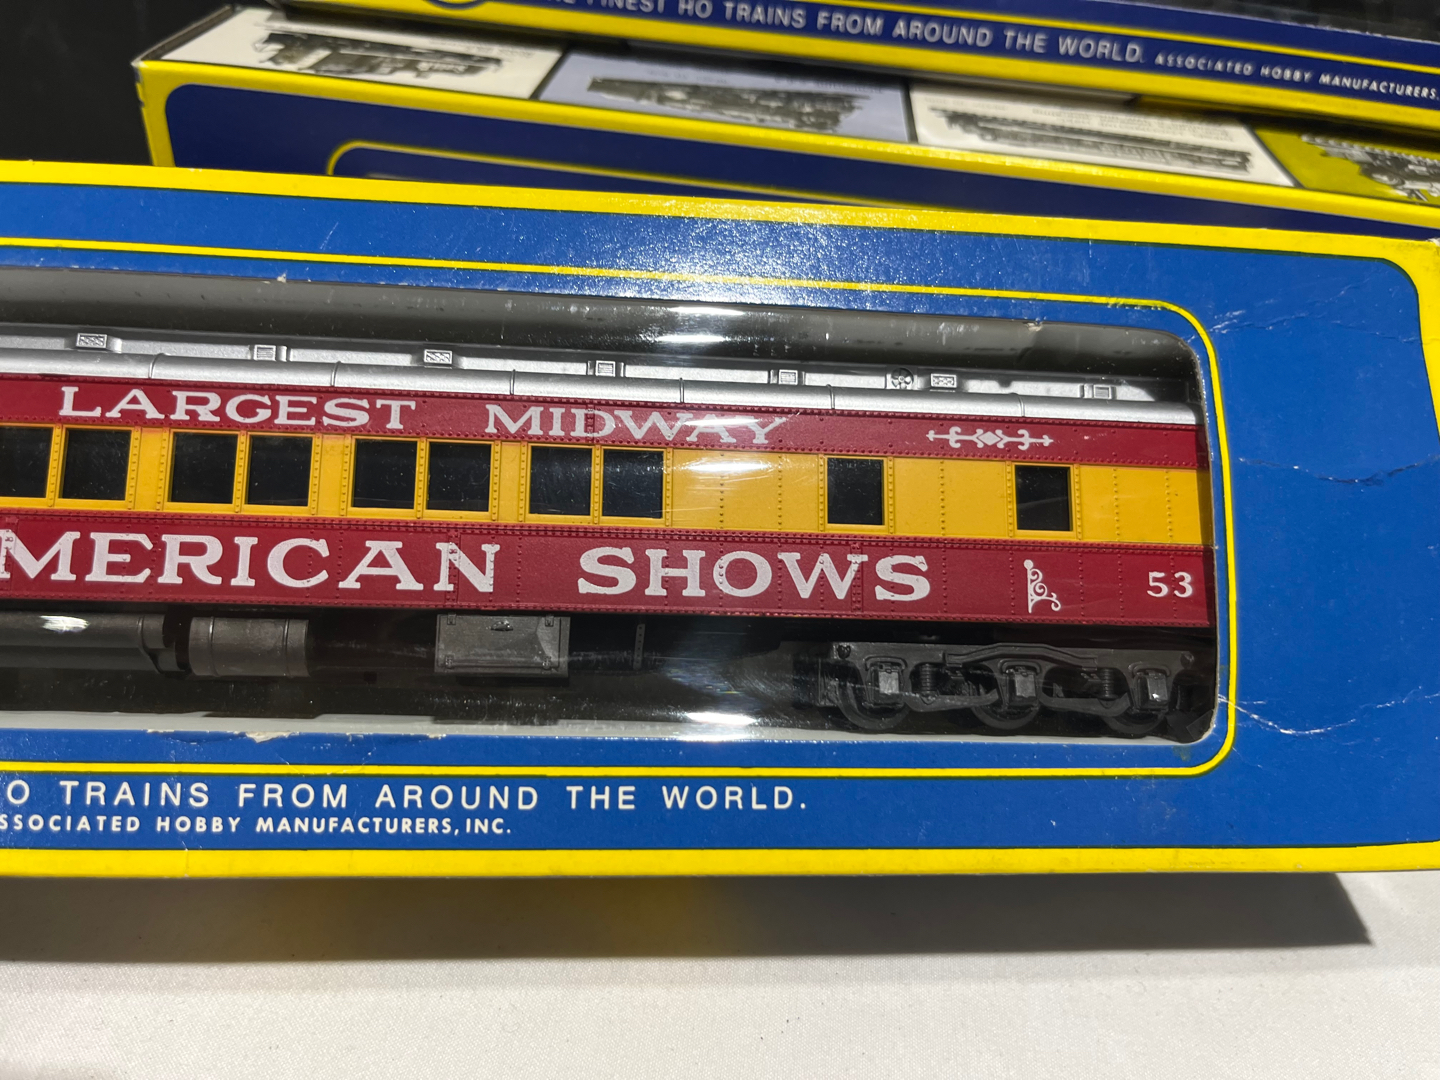 FINEST HO TRAINS FROM AROUND THE WORLD. ASSOCIATED HOBBY MANUFACTURERS.
LARGEST MIDWAY
MERICAN SHOWS
53
O TRAINS FROM AROUND THE WORLD.
SSOCIATED HOBBY MANUFACTURERS, INC.